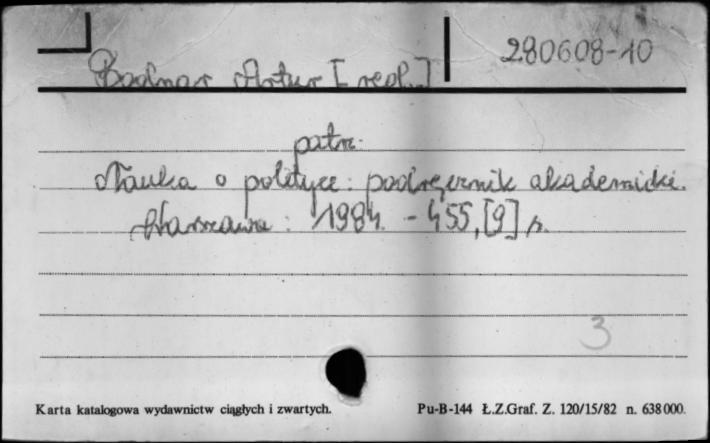 280608-10
Bodnar Artur [red.]
patrz:
Nauka o polityce: podręcznik akademicki.
Warszawa: 1984. - 455, [9] s.
3
Karta katalogowa wydawnictw ciągłych i zwartych. Pu-B-144 Ł.Z.Graf. Z. 120/15/82 n. 638000.